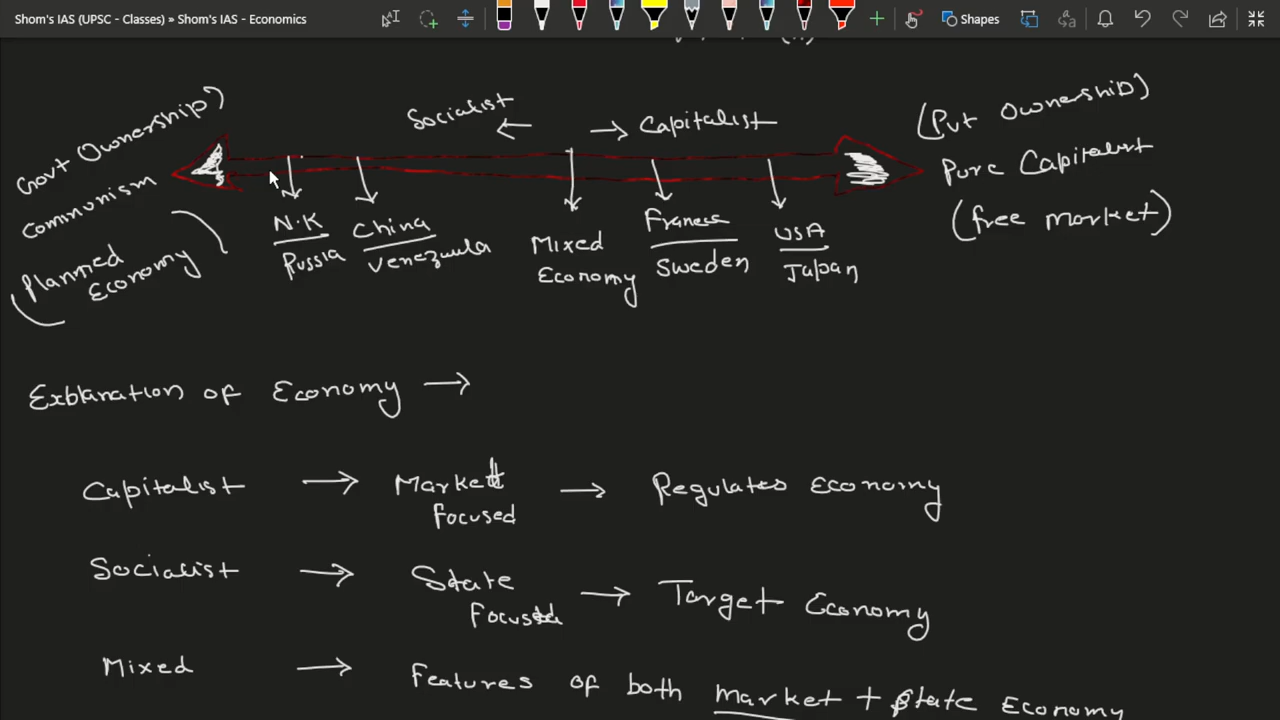 Shom's IAS (UPSC - Classes) » Shom's IAS - Economics
Shapes
Socialist
← → Capitalist
(Pvt Ownership)
Pure Capitalist
(free market)
Govt Ownership)
Communism
(Planned
Economy)
N.K
Russia
China
Venezuela
Mixed
Economy
France
Sweden
USA
Japan
Explanation of Economy →
Capitalist → Market → Regulates Economy
focused
Socialist → State → Target Economy
Focused
Mixed → Features of both market + State Economy